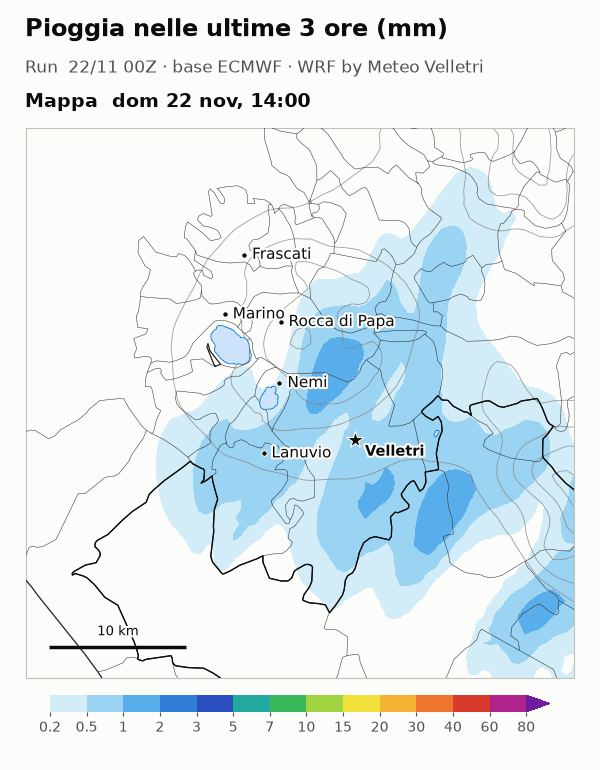 Pioggia nelle ultime 3 ore (mm)
Run  22/11 00Z · base ECMWF · WRF by Meteo Velletri
Mappa  dom 22 nov, 14:00
Frascati
Marino
Rocca di Papa
Nemi
Velletri
Lanuvio
10 km
0.2 0.5 1 2 3 5 7 10 15 20 30 40 60 80